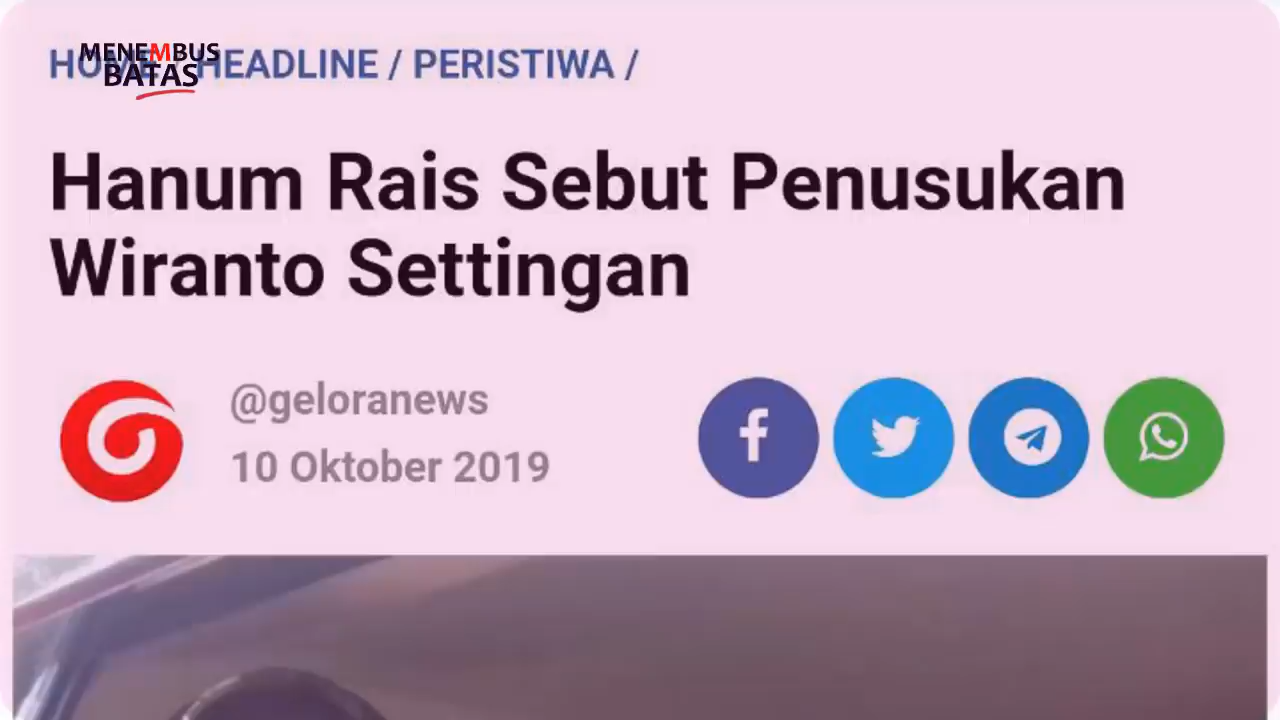 MENEMBUS
BATAS
HEADLINE / PERISTIWA /
Hanum Rais Sebut Penusukan
Wiranto Settingan
@geloranews
10 Oktober 2019